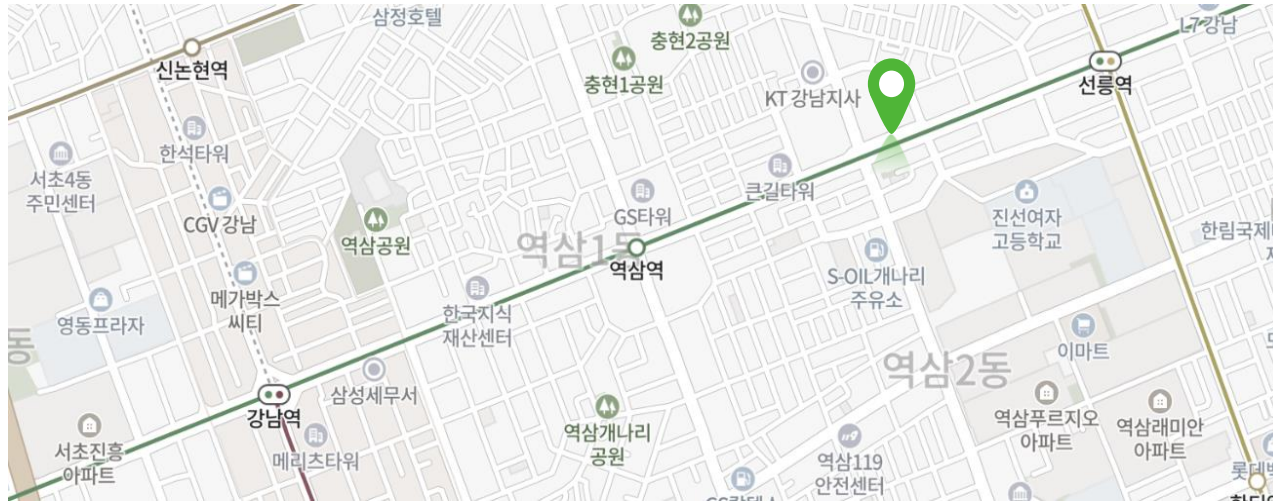 삼정호텔
충현2공원
L7 강남
신논현역
충현1공원
KT 강남지사
선릉역
한석타워
서초4동
주민센터
CGV 강남
역삼공원
GS타워
큰길타워
진선여자
고등학교
역삼1동
역삼역
한림국제
S-OIL개나리
주유소
메가박스
씨티
한국지식
재산센터
영동프라자
동
이마트
역삼2동
삼성세무서
강남역
서초진흥
아파트
메리츠타워
역삼개나리
공원
역삼푸르지오
아파트
역삼래미안
아파트
역삼119
안전센터